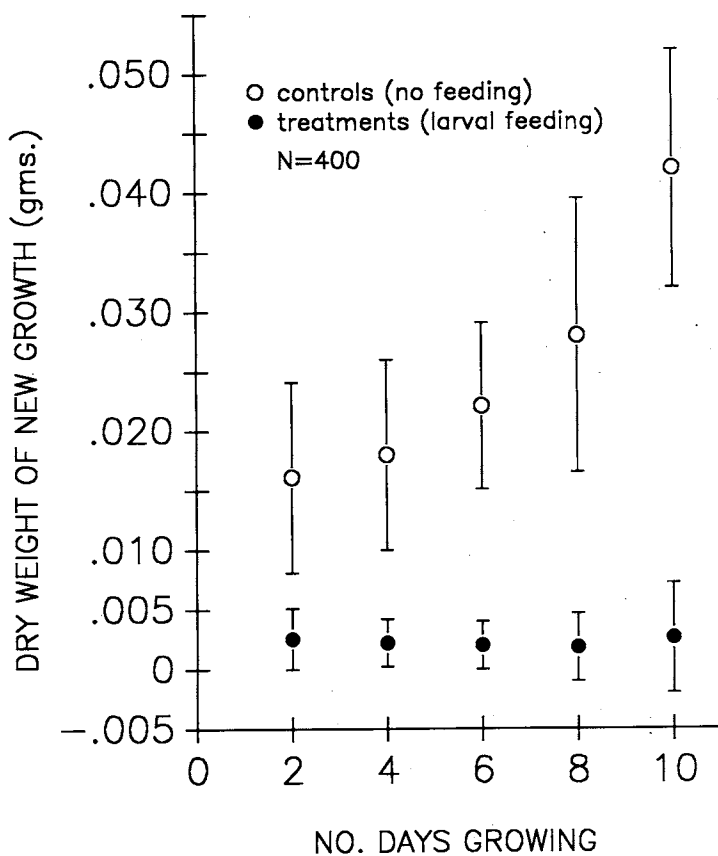 DRY WEIGHT OF NEW GROWTH (gms.)
.050
.040
.030
.020
.010
.005
0
-.005
controls (no feeding)
treatments (larval feeding)
N=400
0 2 4 6 8 10
NO. DAYS GROWING